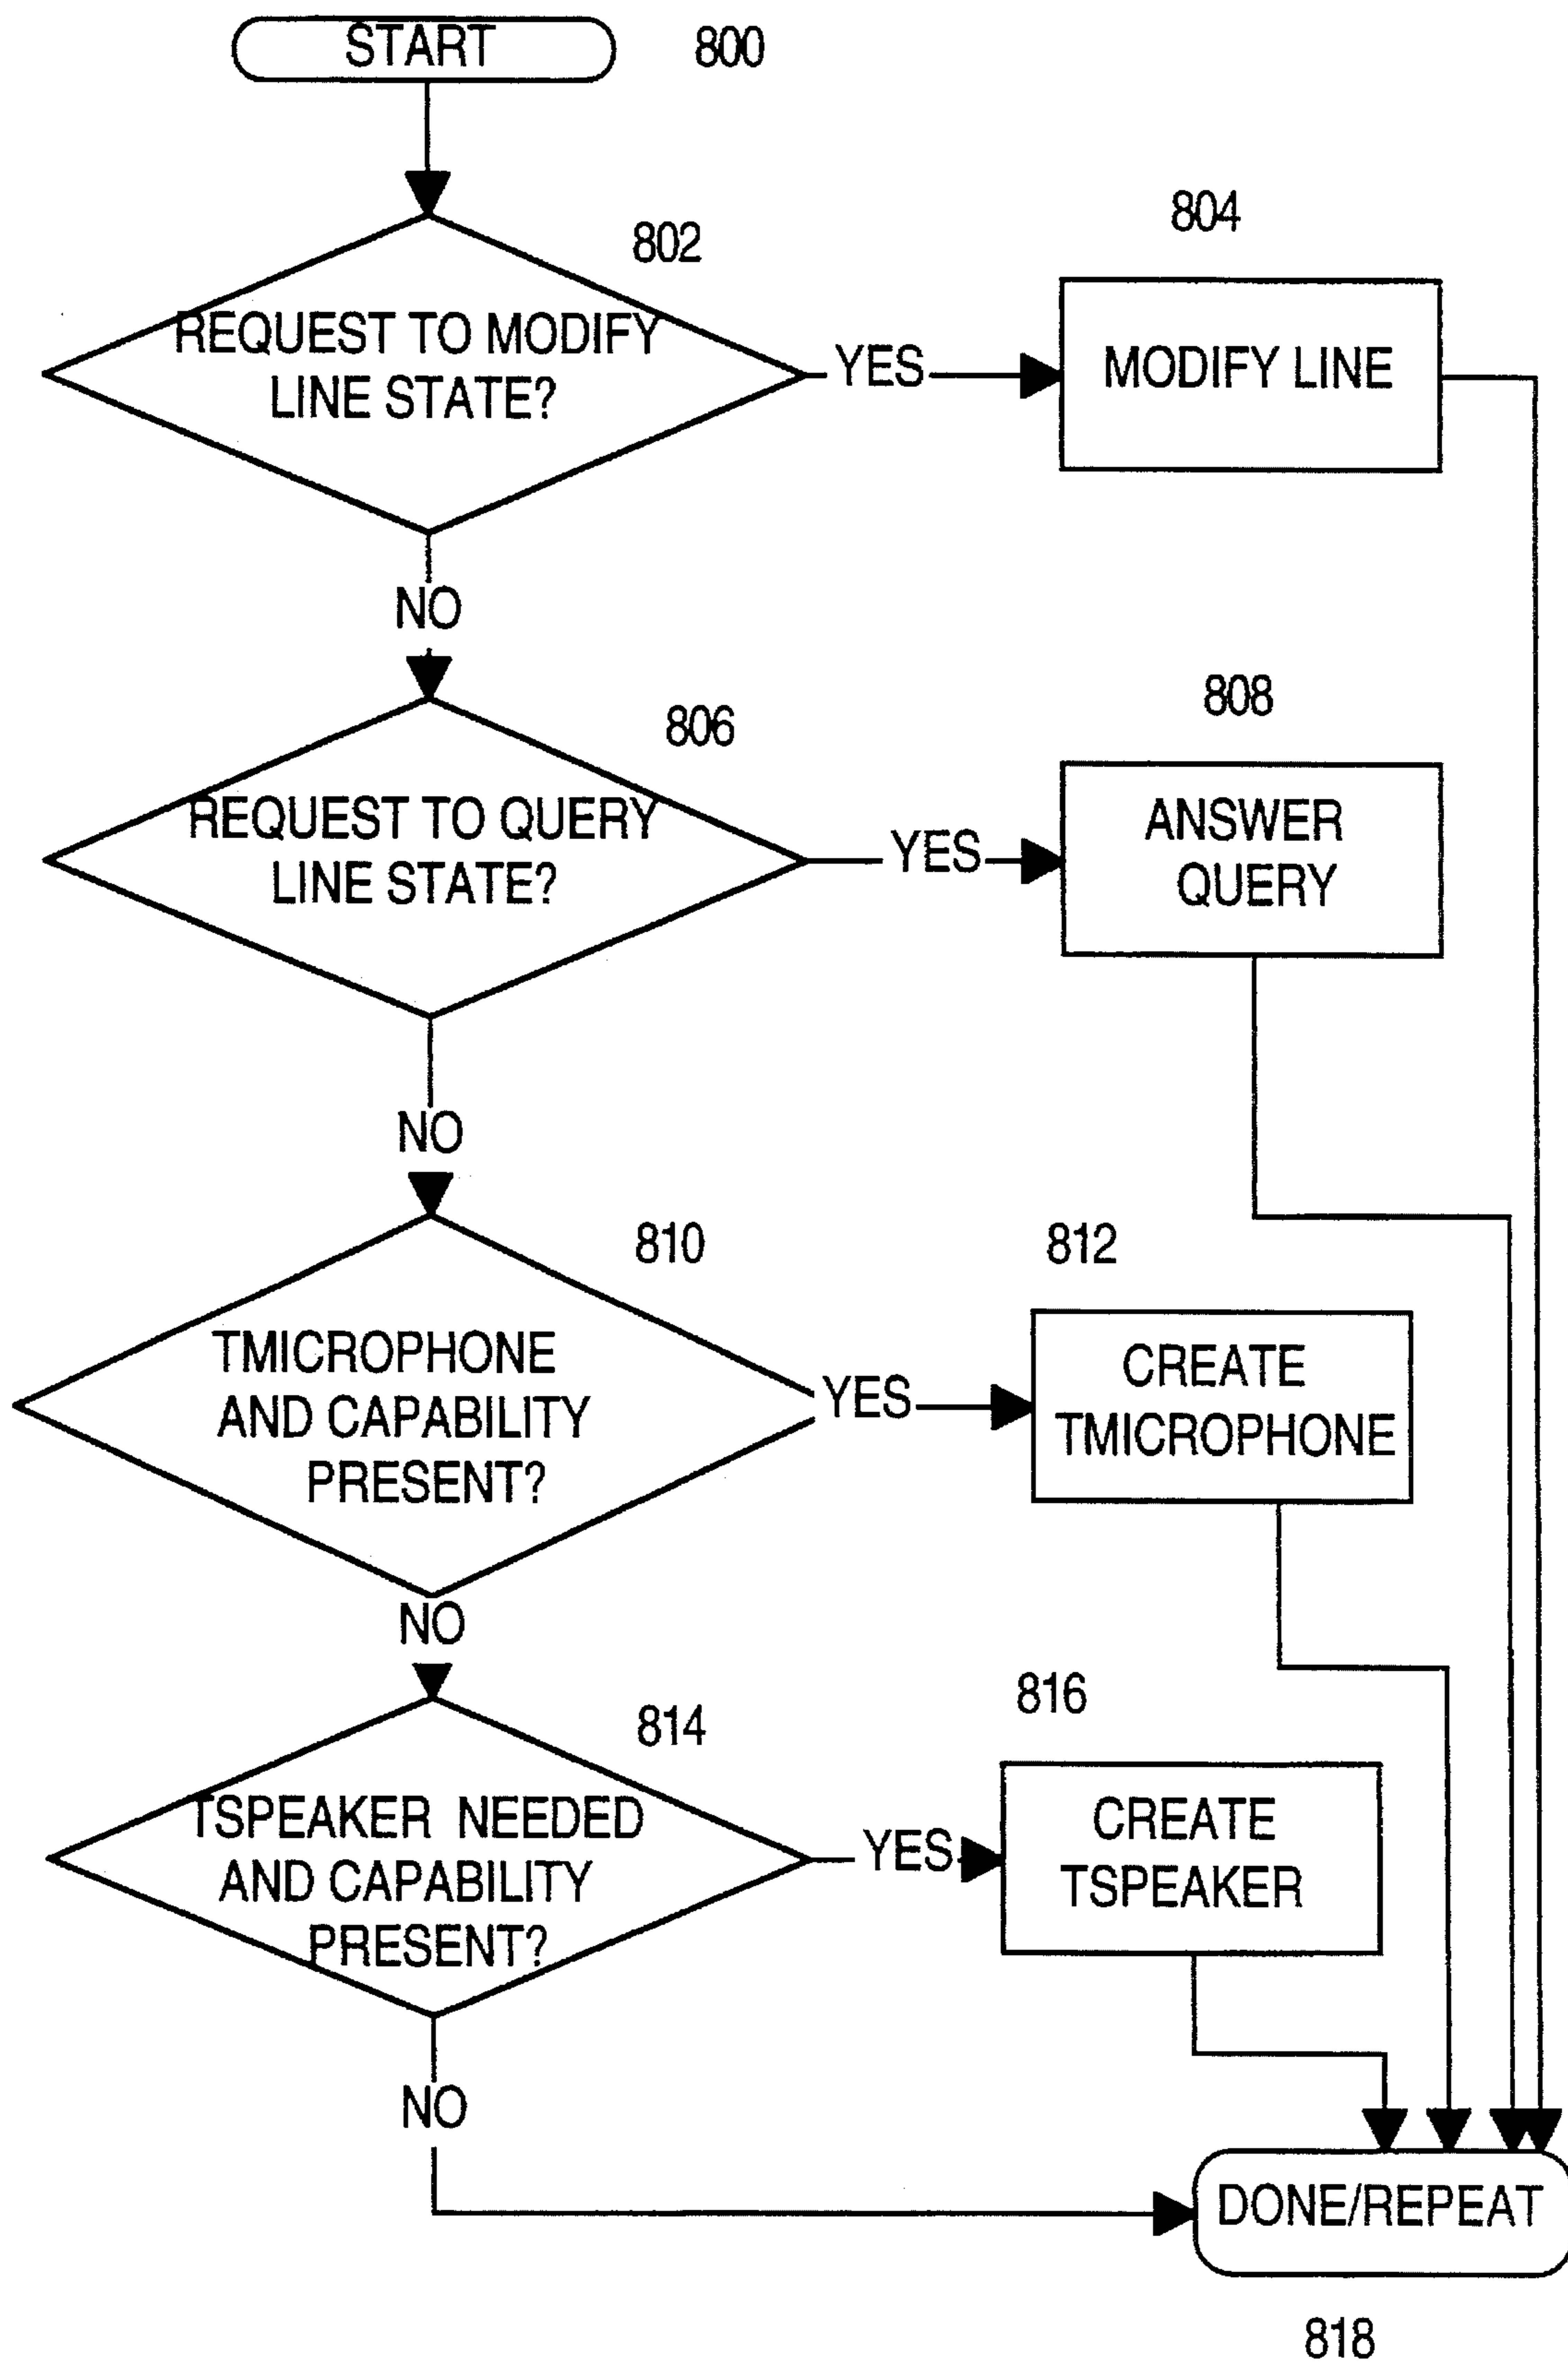 START
800
802
REQUEST TO MODIFY
LINE STATE?
YES
804
MODIFY LINE
NO
806
REQUEST TO QUERY
LINE STATE?
YES
808
ANSWER
QUERY
NO
810
TMICROPHONE
AND CAPABILITY
PRESENT?
YES
812
CREATE
TMICROPHONE
NO
814
TSPEAKER NEEDED
AND CAPABILITY
PRESENT?
YES
816
CREATE
TSPEAKER
NO
DONE/REPEAT
818